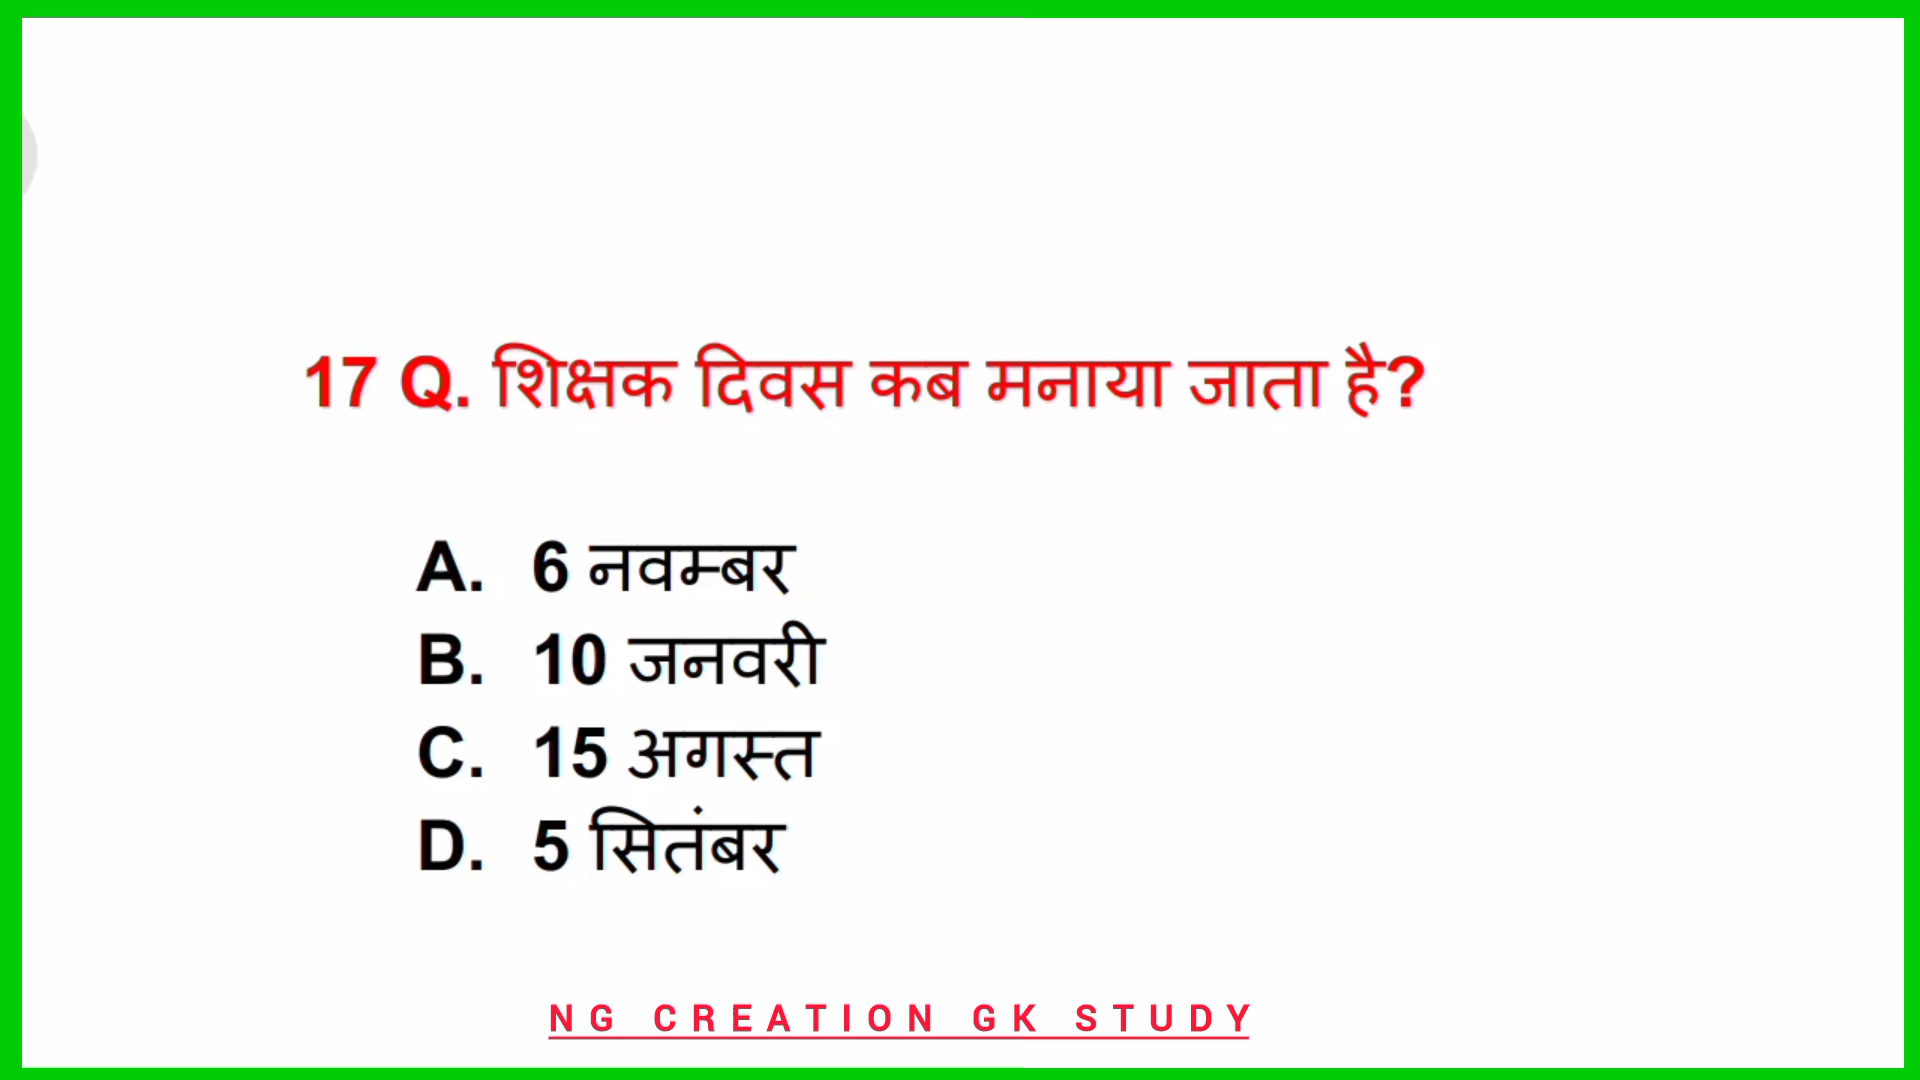 17 Q. शिक्षक दिवस कब मनाया जाता है?
A. 6 नवम्बर
B. 10 जनवरी
C. 15 अगस्त
D. 5 सितंबर
NG CREATION GK STUDY